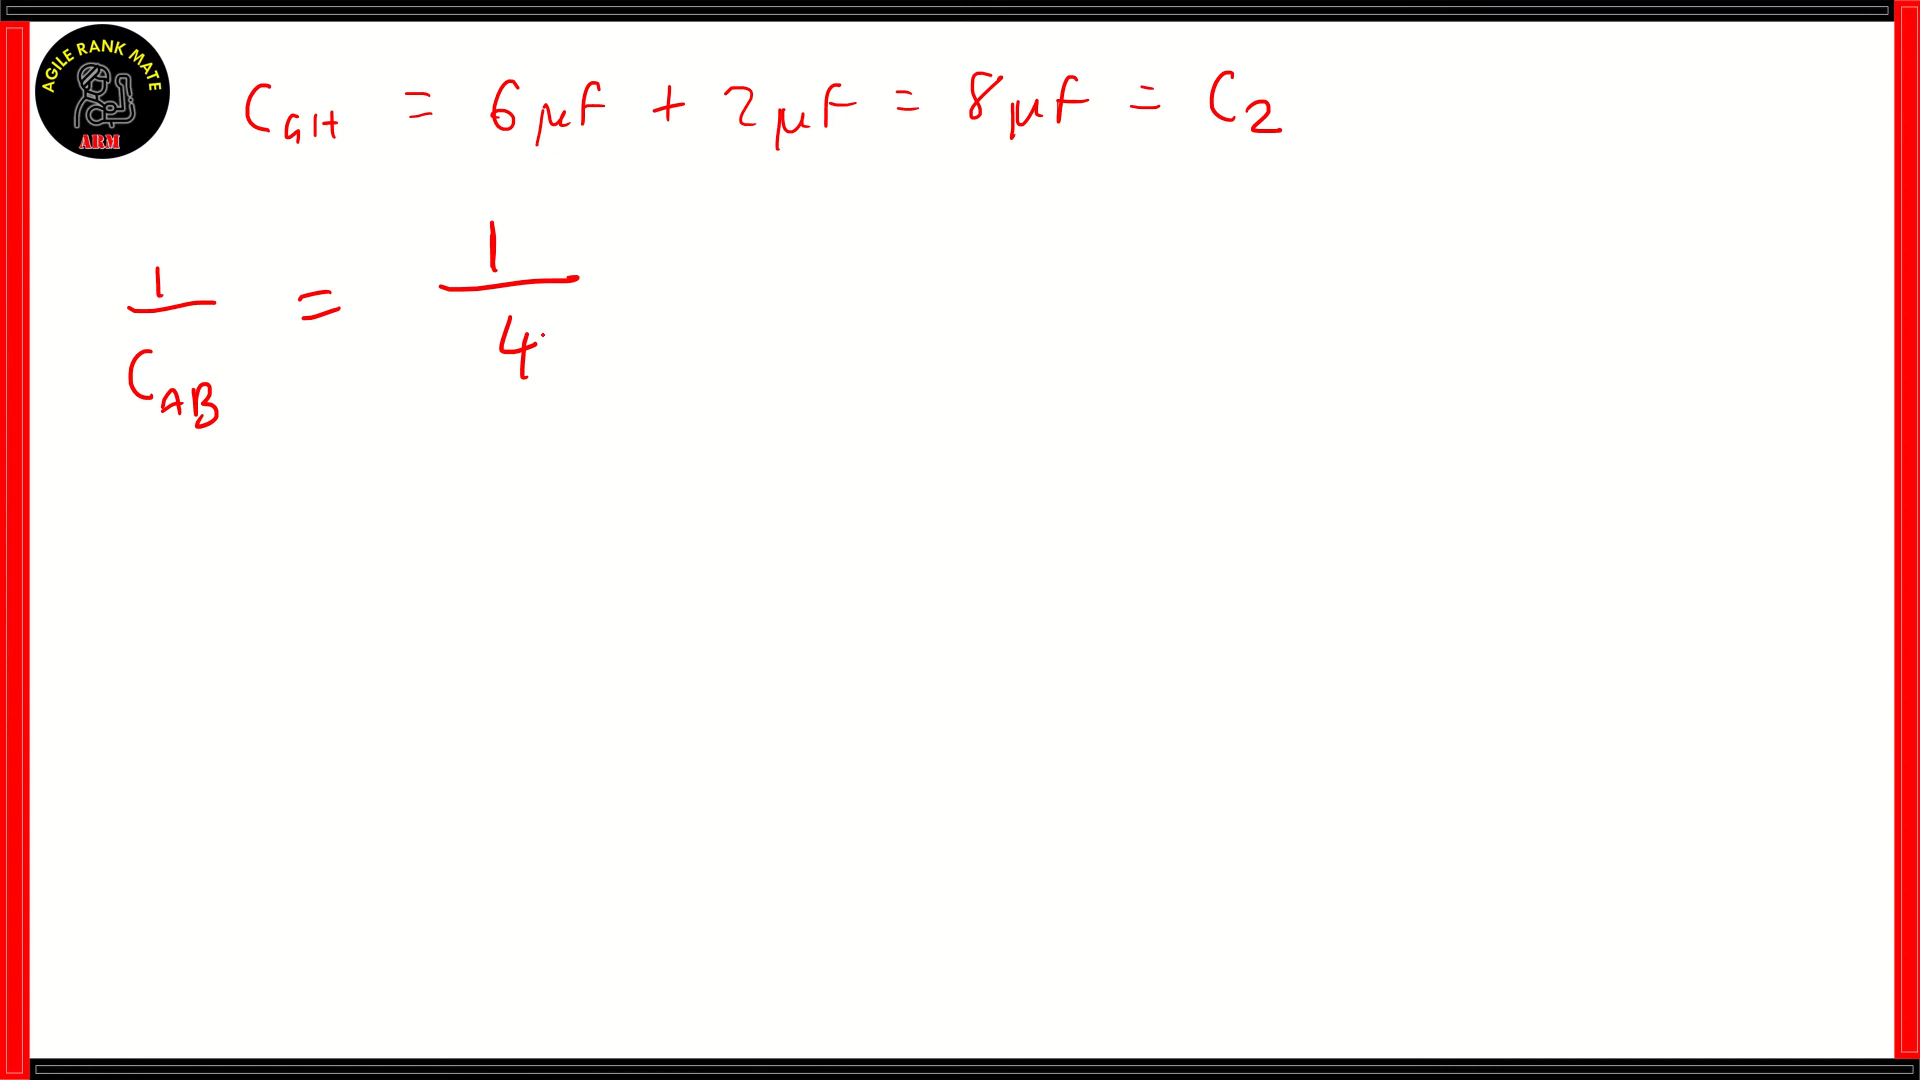 AGILE RANK MATE
ARM
C_GH = 6μF + 2μF = 8μF = C_2
1/C_AB = 1/4